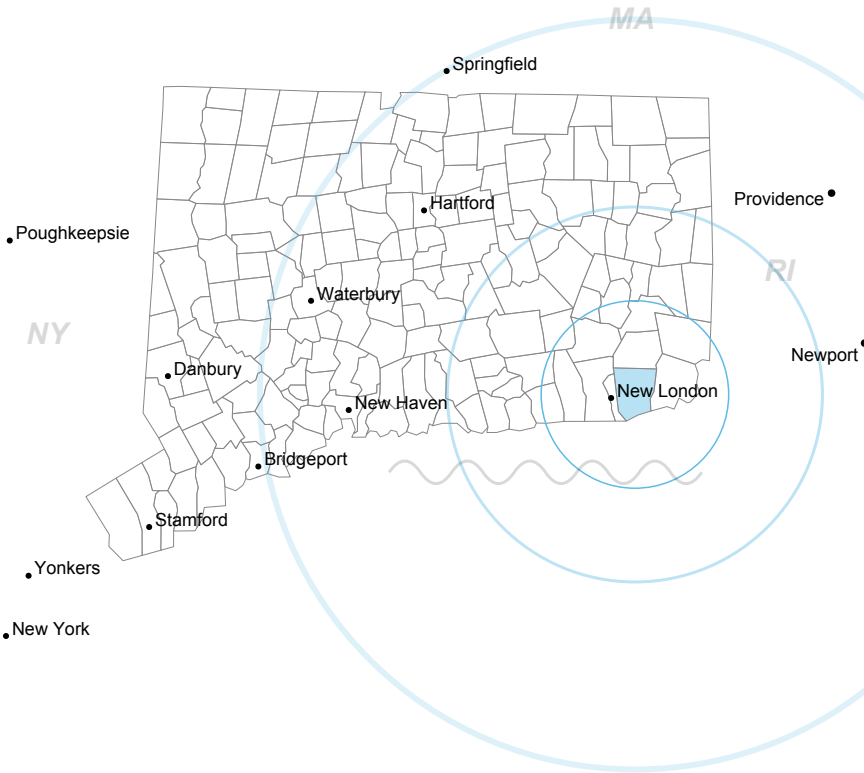 MA
Springfield
Providence
Hartford
Poughkeepsie
RI
Waterbury
NY
Newport
Danbury
New London
New Haven
Bridgeport
Stamford
Yonkers
New York